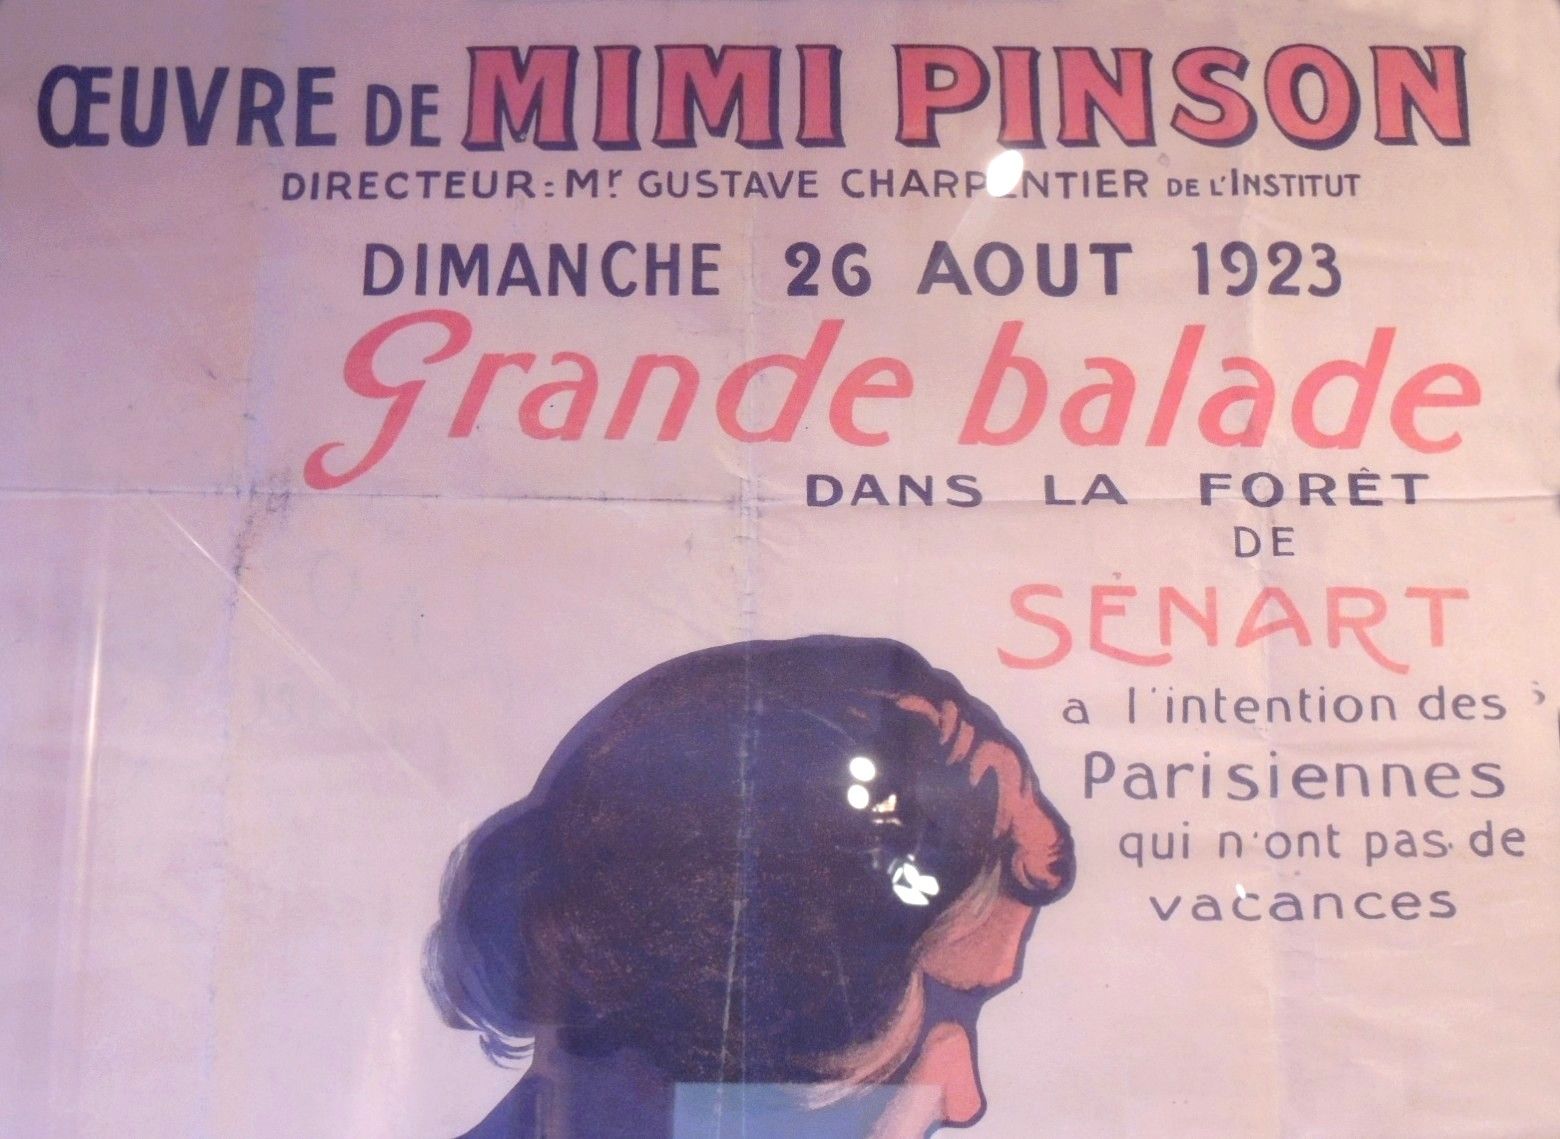 ŒUVRE DE MIMI PINSON
DIRECTEUR: Mr GUSTAVE CHARPENTIER DE L'INSTITUT
DIMANCHE 26 AOUT 1923
Grande balade
DANS LA FORÊT
DE
SÉNART
a l'intention des
Parisiennes
qui n'ont pas de
vacances